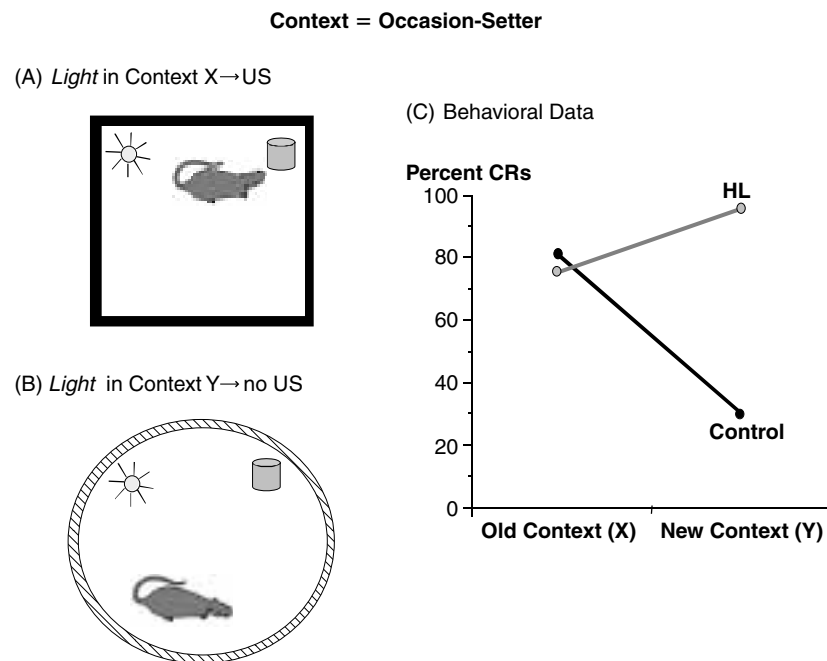 Context = Occasion-Setter
(A) Light in Context X→US
(B) Light in Context Y→no US
(C) Behavioral Data
Percent CRs
100
80
60
40
20
0
HL
Control
Old Context (X)
New Context (Y)